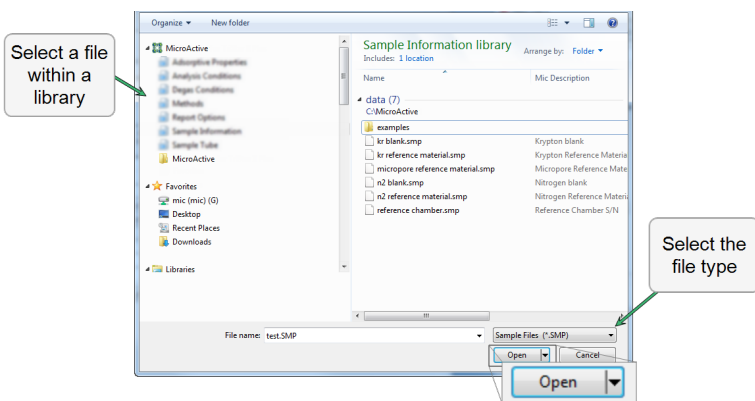 Organize
New folder
Select a file
within a
library
MicroActive
Adsorptive Properties
Analysis Conditions
Degas Conditions
Methods
Report Options
Sample Information
Sample Tube
MicroActive
Favorites
mic (mic) (G)
Desktop
Recent Places
Downloads
Libraries
Sample Information library
Includes: 1 location
Arrange by: Folder
Name
Mic Description
data (7)
C:\MicroActive
examples
kr blank.smp
Krypton blank
kr reference material.smp
Krypton Reference Materia
micropore reference material.smp
Micropore Reference Mate
n2 blank.smp
Nitrogen blank
n2 reference material.smp
Nitrogen Reference Materi
reference chamber.smp
Reference Chamber S/N
Select the
file type
File name: test.SMP
Sample Files (*.SMP)
Open
Cancel
Open